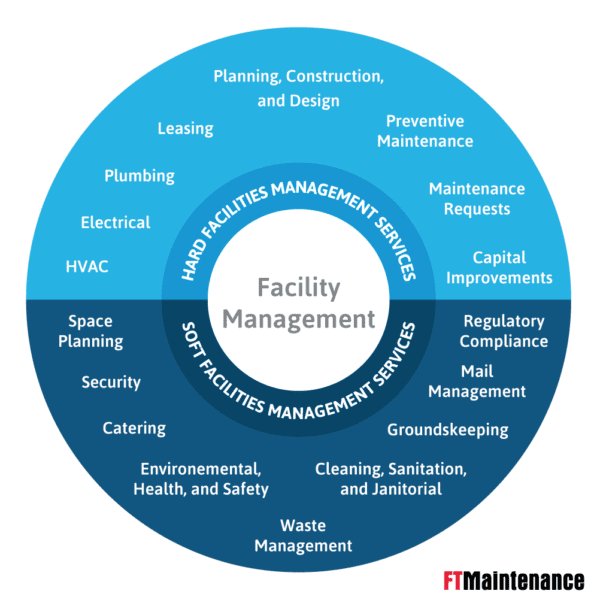 Planning, Construction,
and Design
Leasing
Preventive
Maintenance
Plumbing
Maintenance
Requests
Electrical
HVAC
Capital
Improvements
HARD FACILITIES MANAGEMENT SERVICES
Facility
Management
SOFT FACILITIES MANAGEMENT SERVICES
Space
Planning
Regulatory
Compliance
Security
Mail
Management
Catering
Groundskeeping
Environemental,
Health, and Safety
Cleaning, Sanitation,
and Janitorial
Waste
Management
FTMaintenance